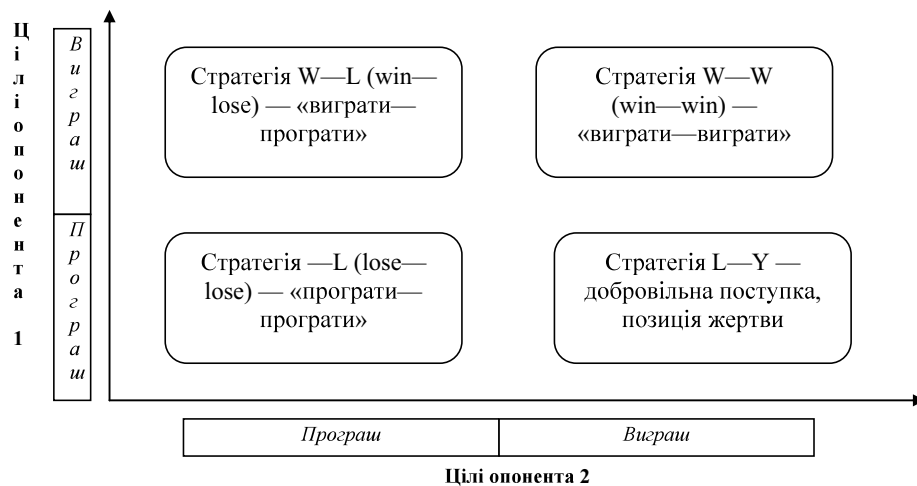 Цілі опонента 1
Виграш
Програш
Стратегія W—L (win—
lose) — «виграти—
програти»
Стратегія W—W
(win—win) —
«виграти—виграти»
Стратегія —L (lose—
lose) — «програти—
програти»
Стратегія L—Y —
добровільна поступка,
позиція жертви
Програш
Виграш
Цілі опонента 2